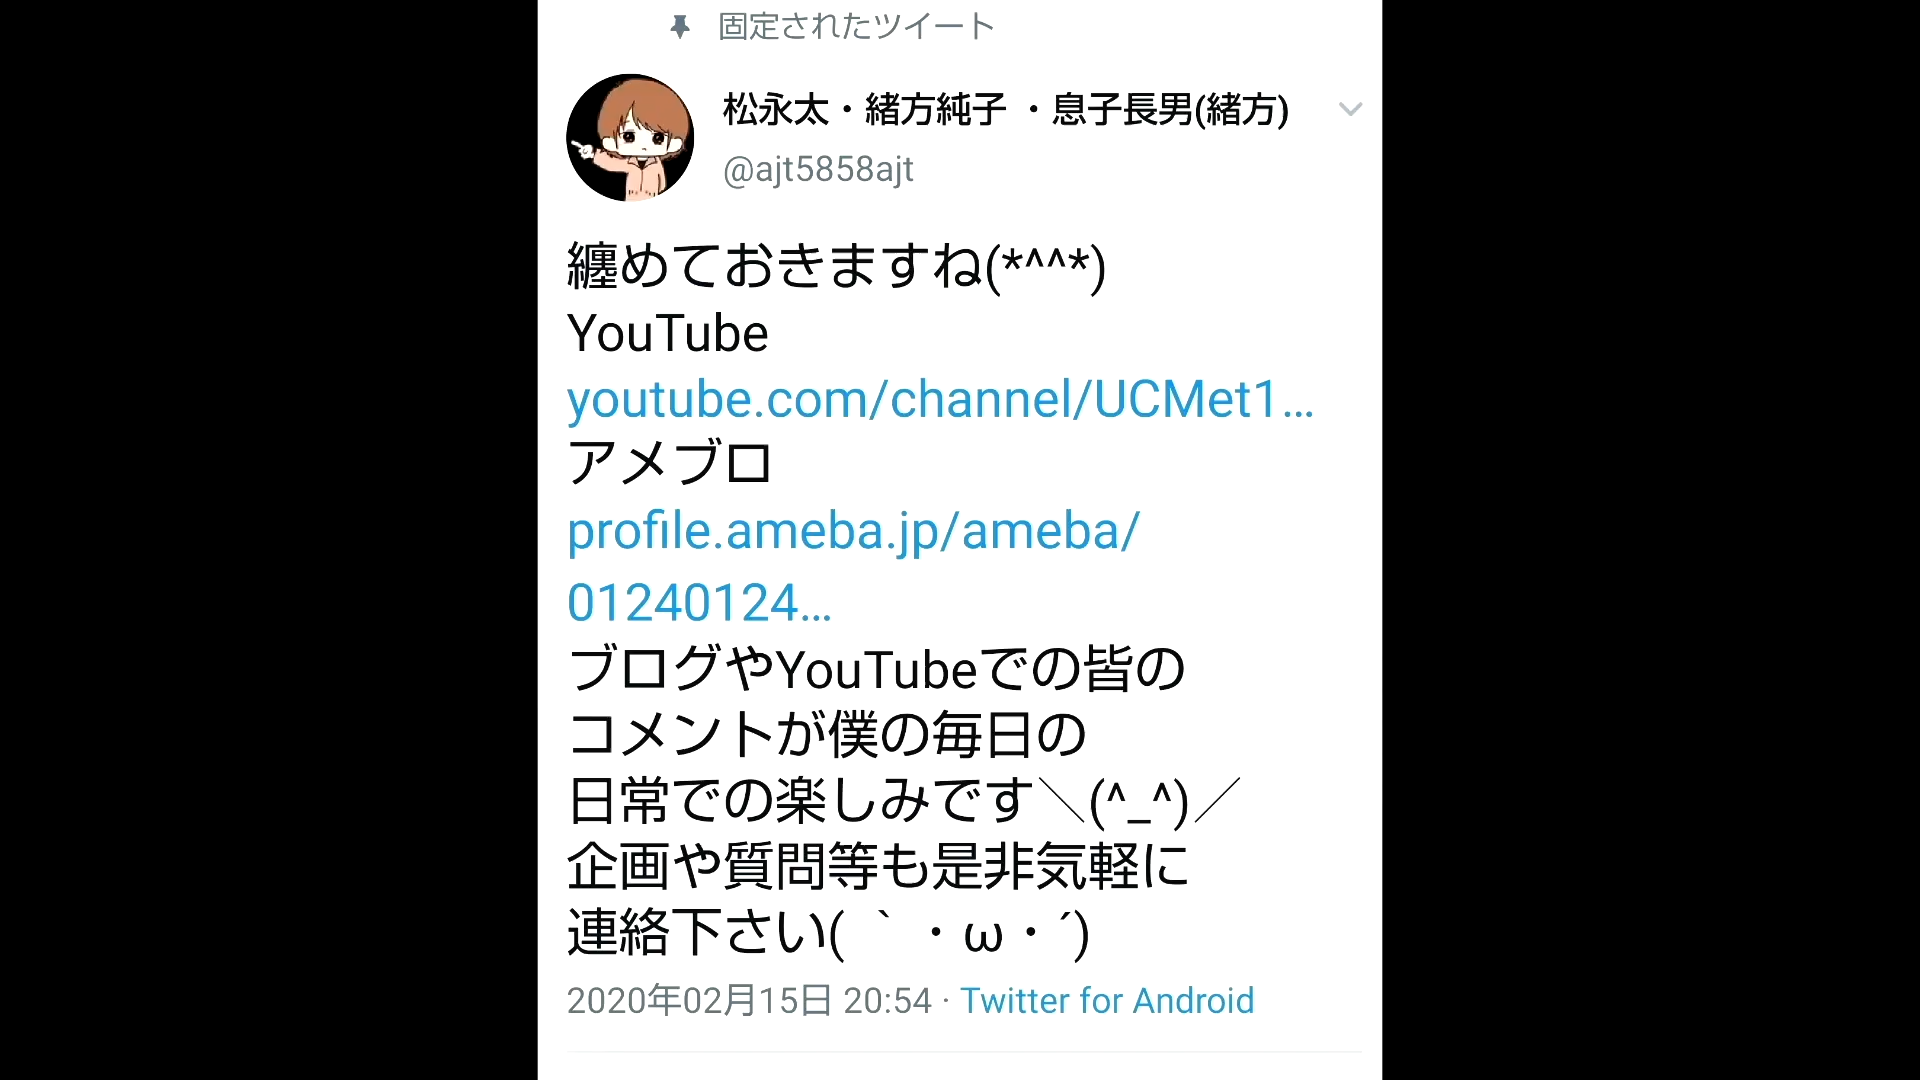 固定されたツイート
松永太・緒方純子 ・息子長男(緒方)
@ajt5858ajt
纏めておきますね(*^^*)
YouTube
youtube.com/channel/UCMet1…
アメブロ
profile.ameba.jp/ameba/
01240124…
ブログやYouTubeでの皆の
コメントが僕の毎日の
日常での楽しみです＼(^_^)／
企画や質問等も是非気軽に
連絡下さい( ｀・ω・´)
2020年02月15日 20:54 · Twitter for Android